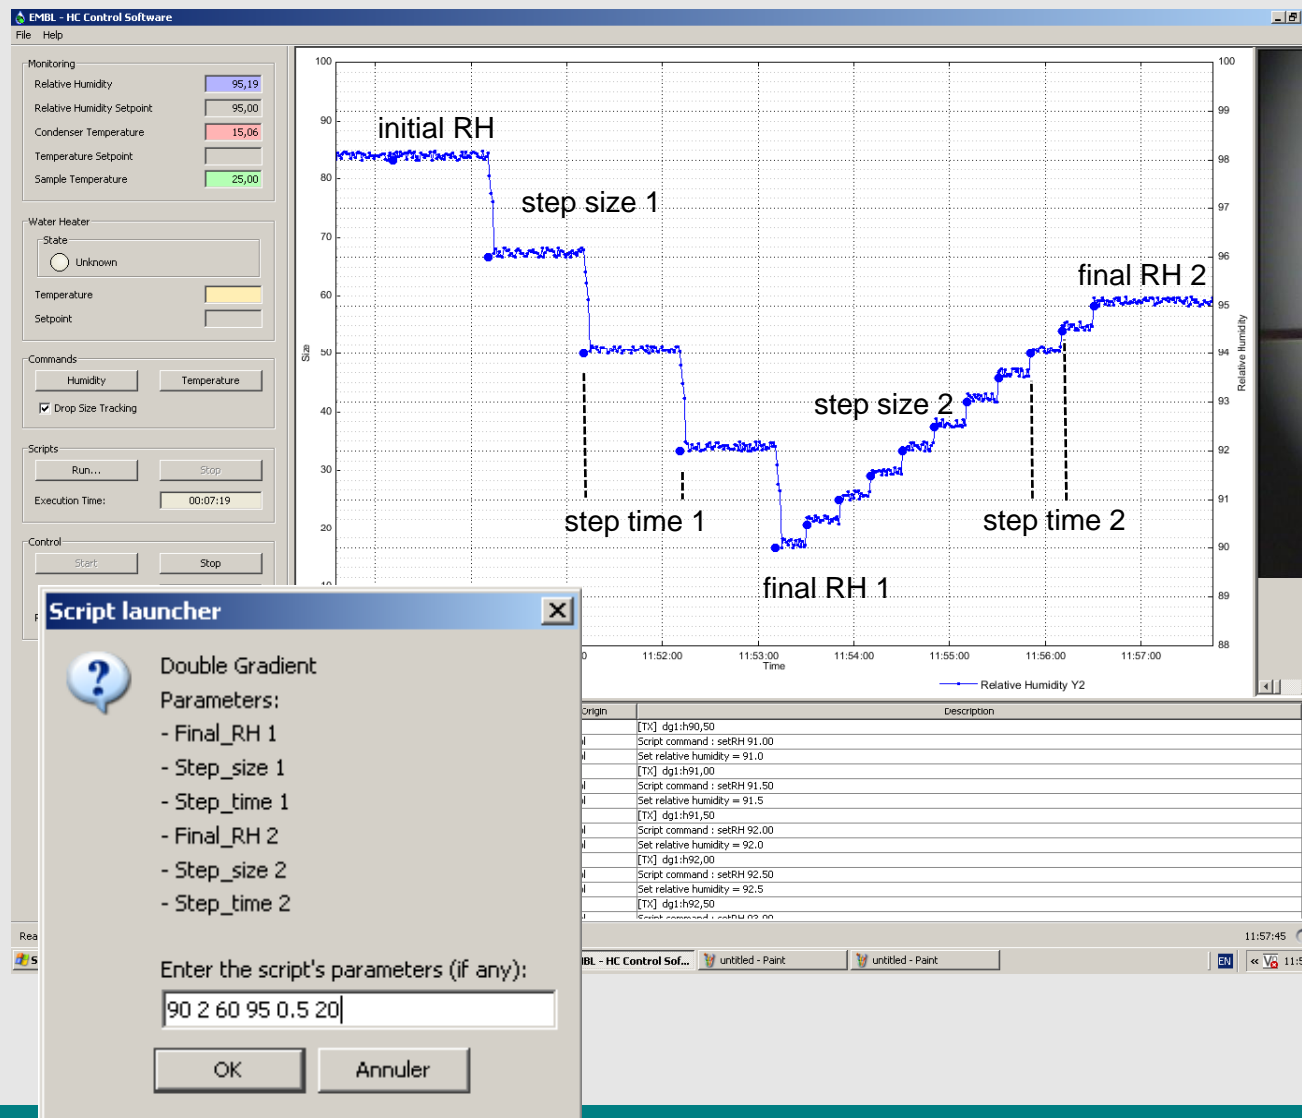 EMBL - HC Control Software
File Help
Monitoring
Relative Humidity 95,19
Relative Humidity Setpoint 95,00
Condenser Temperature 15,06
Temperature Setpoint
Sample Temperature 25,00
Water Heater
State
Unknown
Temperature
Setpoint
Commands
Humidity Temperature
Drop Size Tracking
Scripts
Run... Stop
Execution Time: 00:07:19
Control
Start Stop
100
90
80
70
60
50
40
30
20
10
Size
initial RH
step size 1
final RH 2
step size 2
step time 1
step time 2
final RH 1
100
99
98
97
96
95
94
93
92
91
90
89
88
Relative Humidity
11:52:00 11:53:00 11:54:00 11:55:00 11:56:00 11:57:00
Time
Relative Humidity Y2
Origin Description
[TX] dg1:h90,50
Script command : setRH 91.00
Set relative humidity = 91.0
[TX] dg1:h91,00
Script command : setRH 91.50
Set relative humidity = 91.5
[TX] dg1:h91,50
Script command : setRH 92.00
Set relative humidity = 92.0
[TX] dg1:h92,00
Script command : setRH 92.50
Set relative humidity = 92.5
[TX] dg1:h92,50
Script command : setRH 93.00
Script launcher
Double Gradient
Parameters:
- Final_RH 1
- Step_size 1
- Step_time 1
- Final_RH 2
- Step_size 2
- Step_time 2
Enter the script's parameters (if any):
90 2 60 95 0.5 20
OK Annuler
11:57:45
HC Control Sof... untitled - Paint untitled - Paint EN «